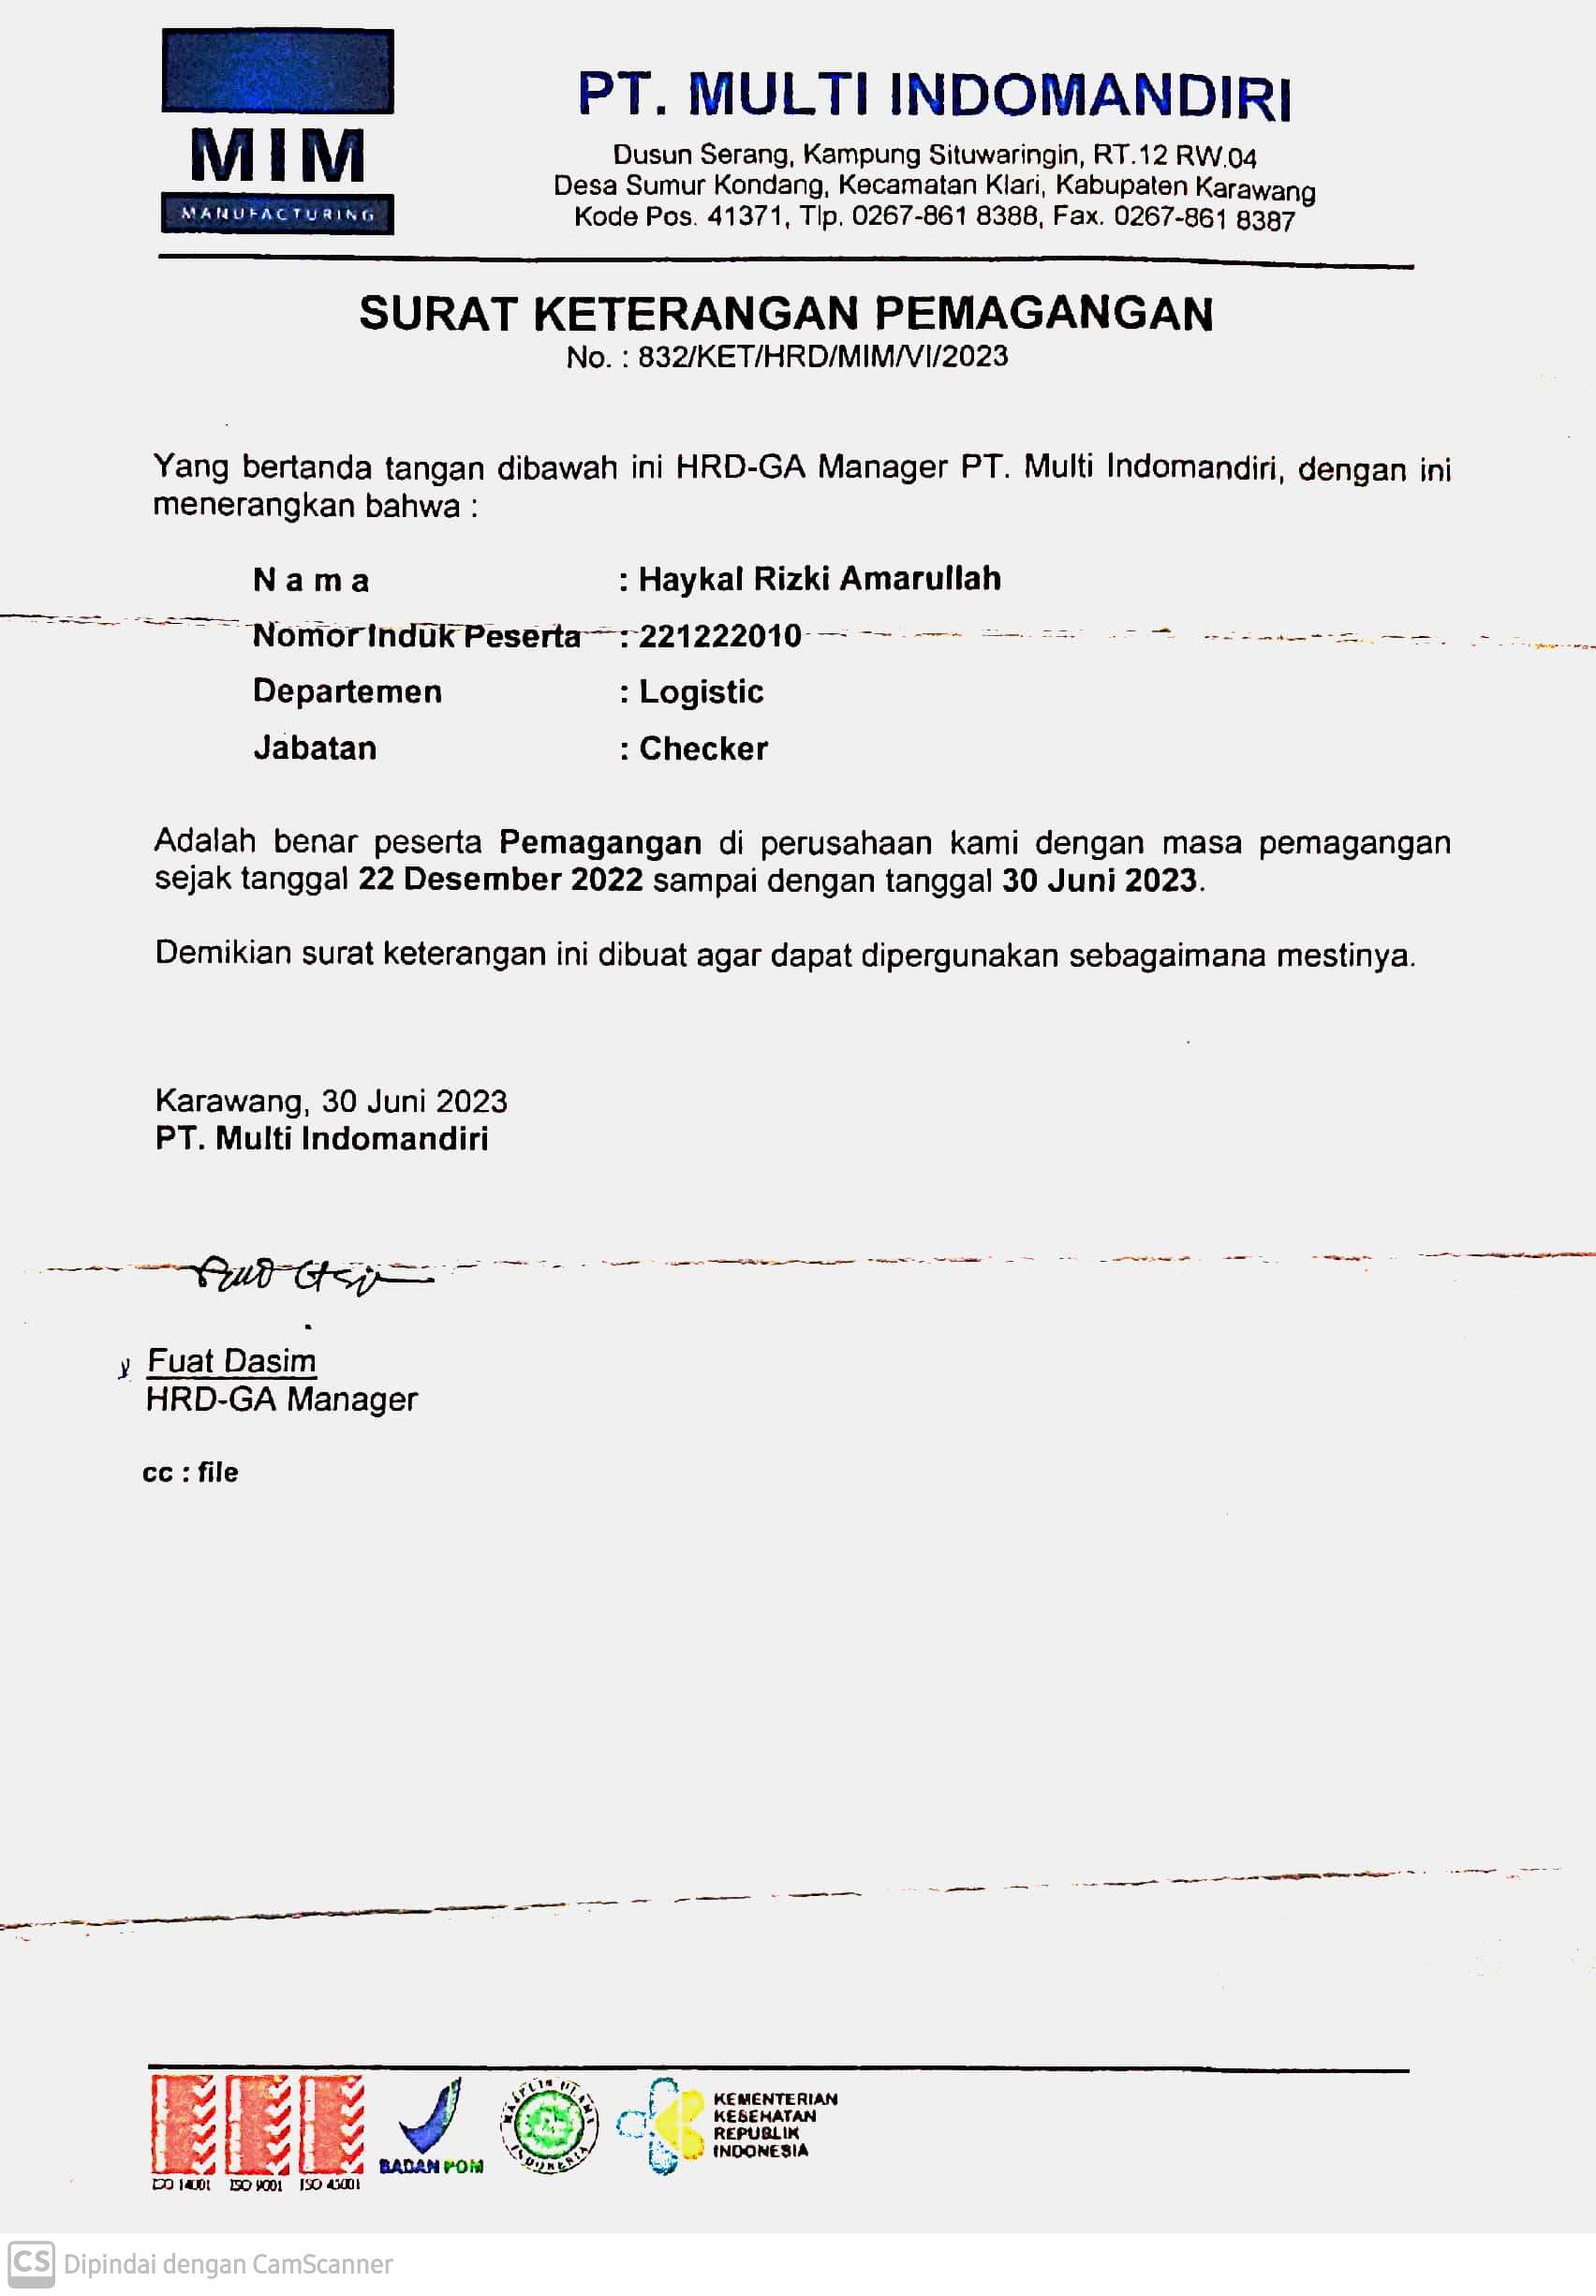 MIM
MANUFACTURING
PT. MULTI INDOMANDIRI
Dusun Serang, Kampung Situwaringin, RT.12 RW.04
Desa Sumur Kondang, Kecamatan Klari, Kabupaten Karawang
Kode Pos. 41371, Tlp. 0267-861 8388, Fax. 0267-861 8387
SURAT KETERANGAN PEMAGANGAN
No. : 832/KET/HRD/MIM/VI/2023
Yang bertanda tangan dibawah ini HRD-GA Manager PT. Multi Indomandiri, dengan ini
menerangkan bahwa :
N a m a : Haykal Rizki Amarullah
Nomor Induk Peserta : 221222010
Departemen : Logistic
Jabatan : Checker
Adalah benar peserta Pemagangan di perusahaan kami dengan masa pemagangan
sejak tanggal 22 Desember 2022 sampai dengan tanggal 30 Juni 2023.
Demikian surat keterangan ini dibuat agar dapat dipergunakan sebagaimana mestinya.
Karawang, 30 Juni 2023
PT. Multi Indomandiri
Fuat Dasim
HRD-GA Manager
cc : file
ISO 14001 ISO 9001 ISO 45001
BADAN POM
MAJELIS ULAMA INDONESIA
KEMENTERIAN
KESEHATAN
REPUBLIK
INDONESIA
CS Dipindai dengan CamScanner